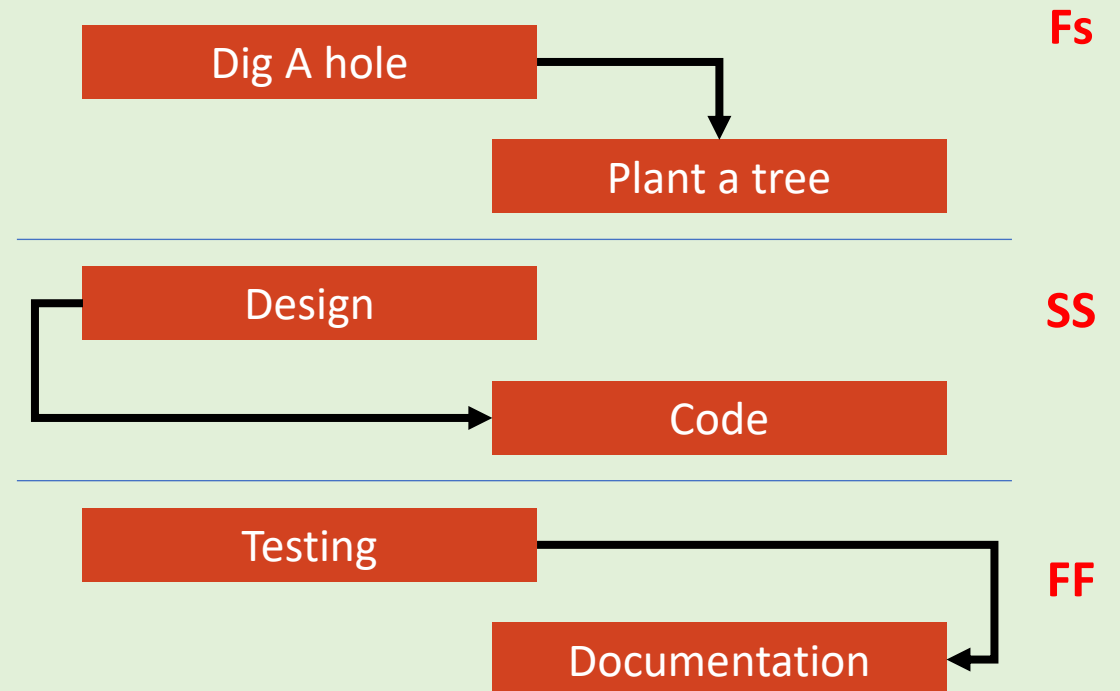 Fs
Dig A hole
Plant a tree
Design
SS
Code
Testing
FF
Documentation